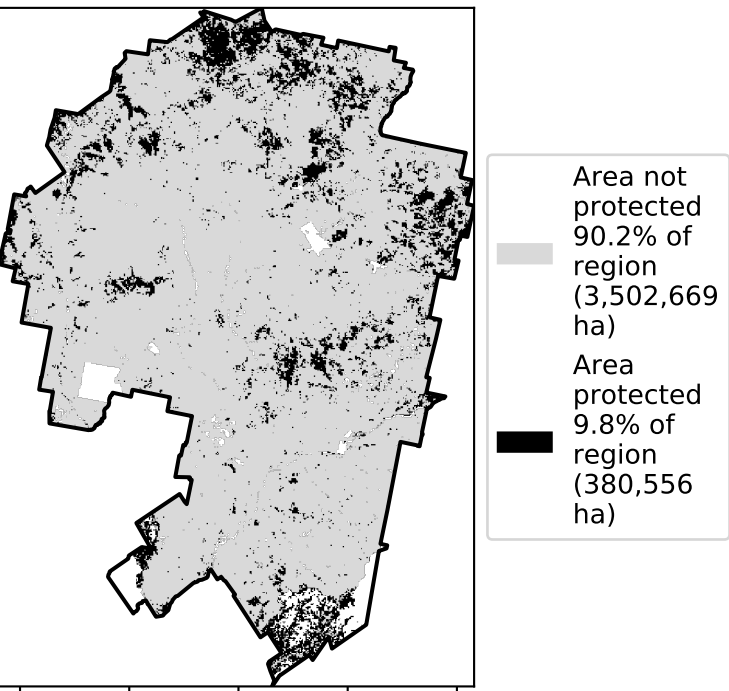 Area not
protected
90.2% of
region
(3,502,669
ha)
Area
protected
9.8% of
region
(380,556
ha)